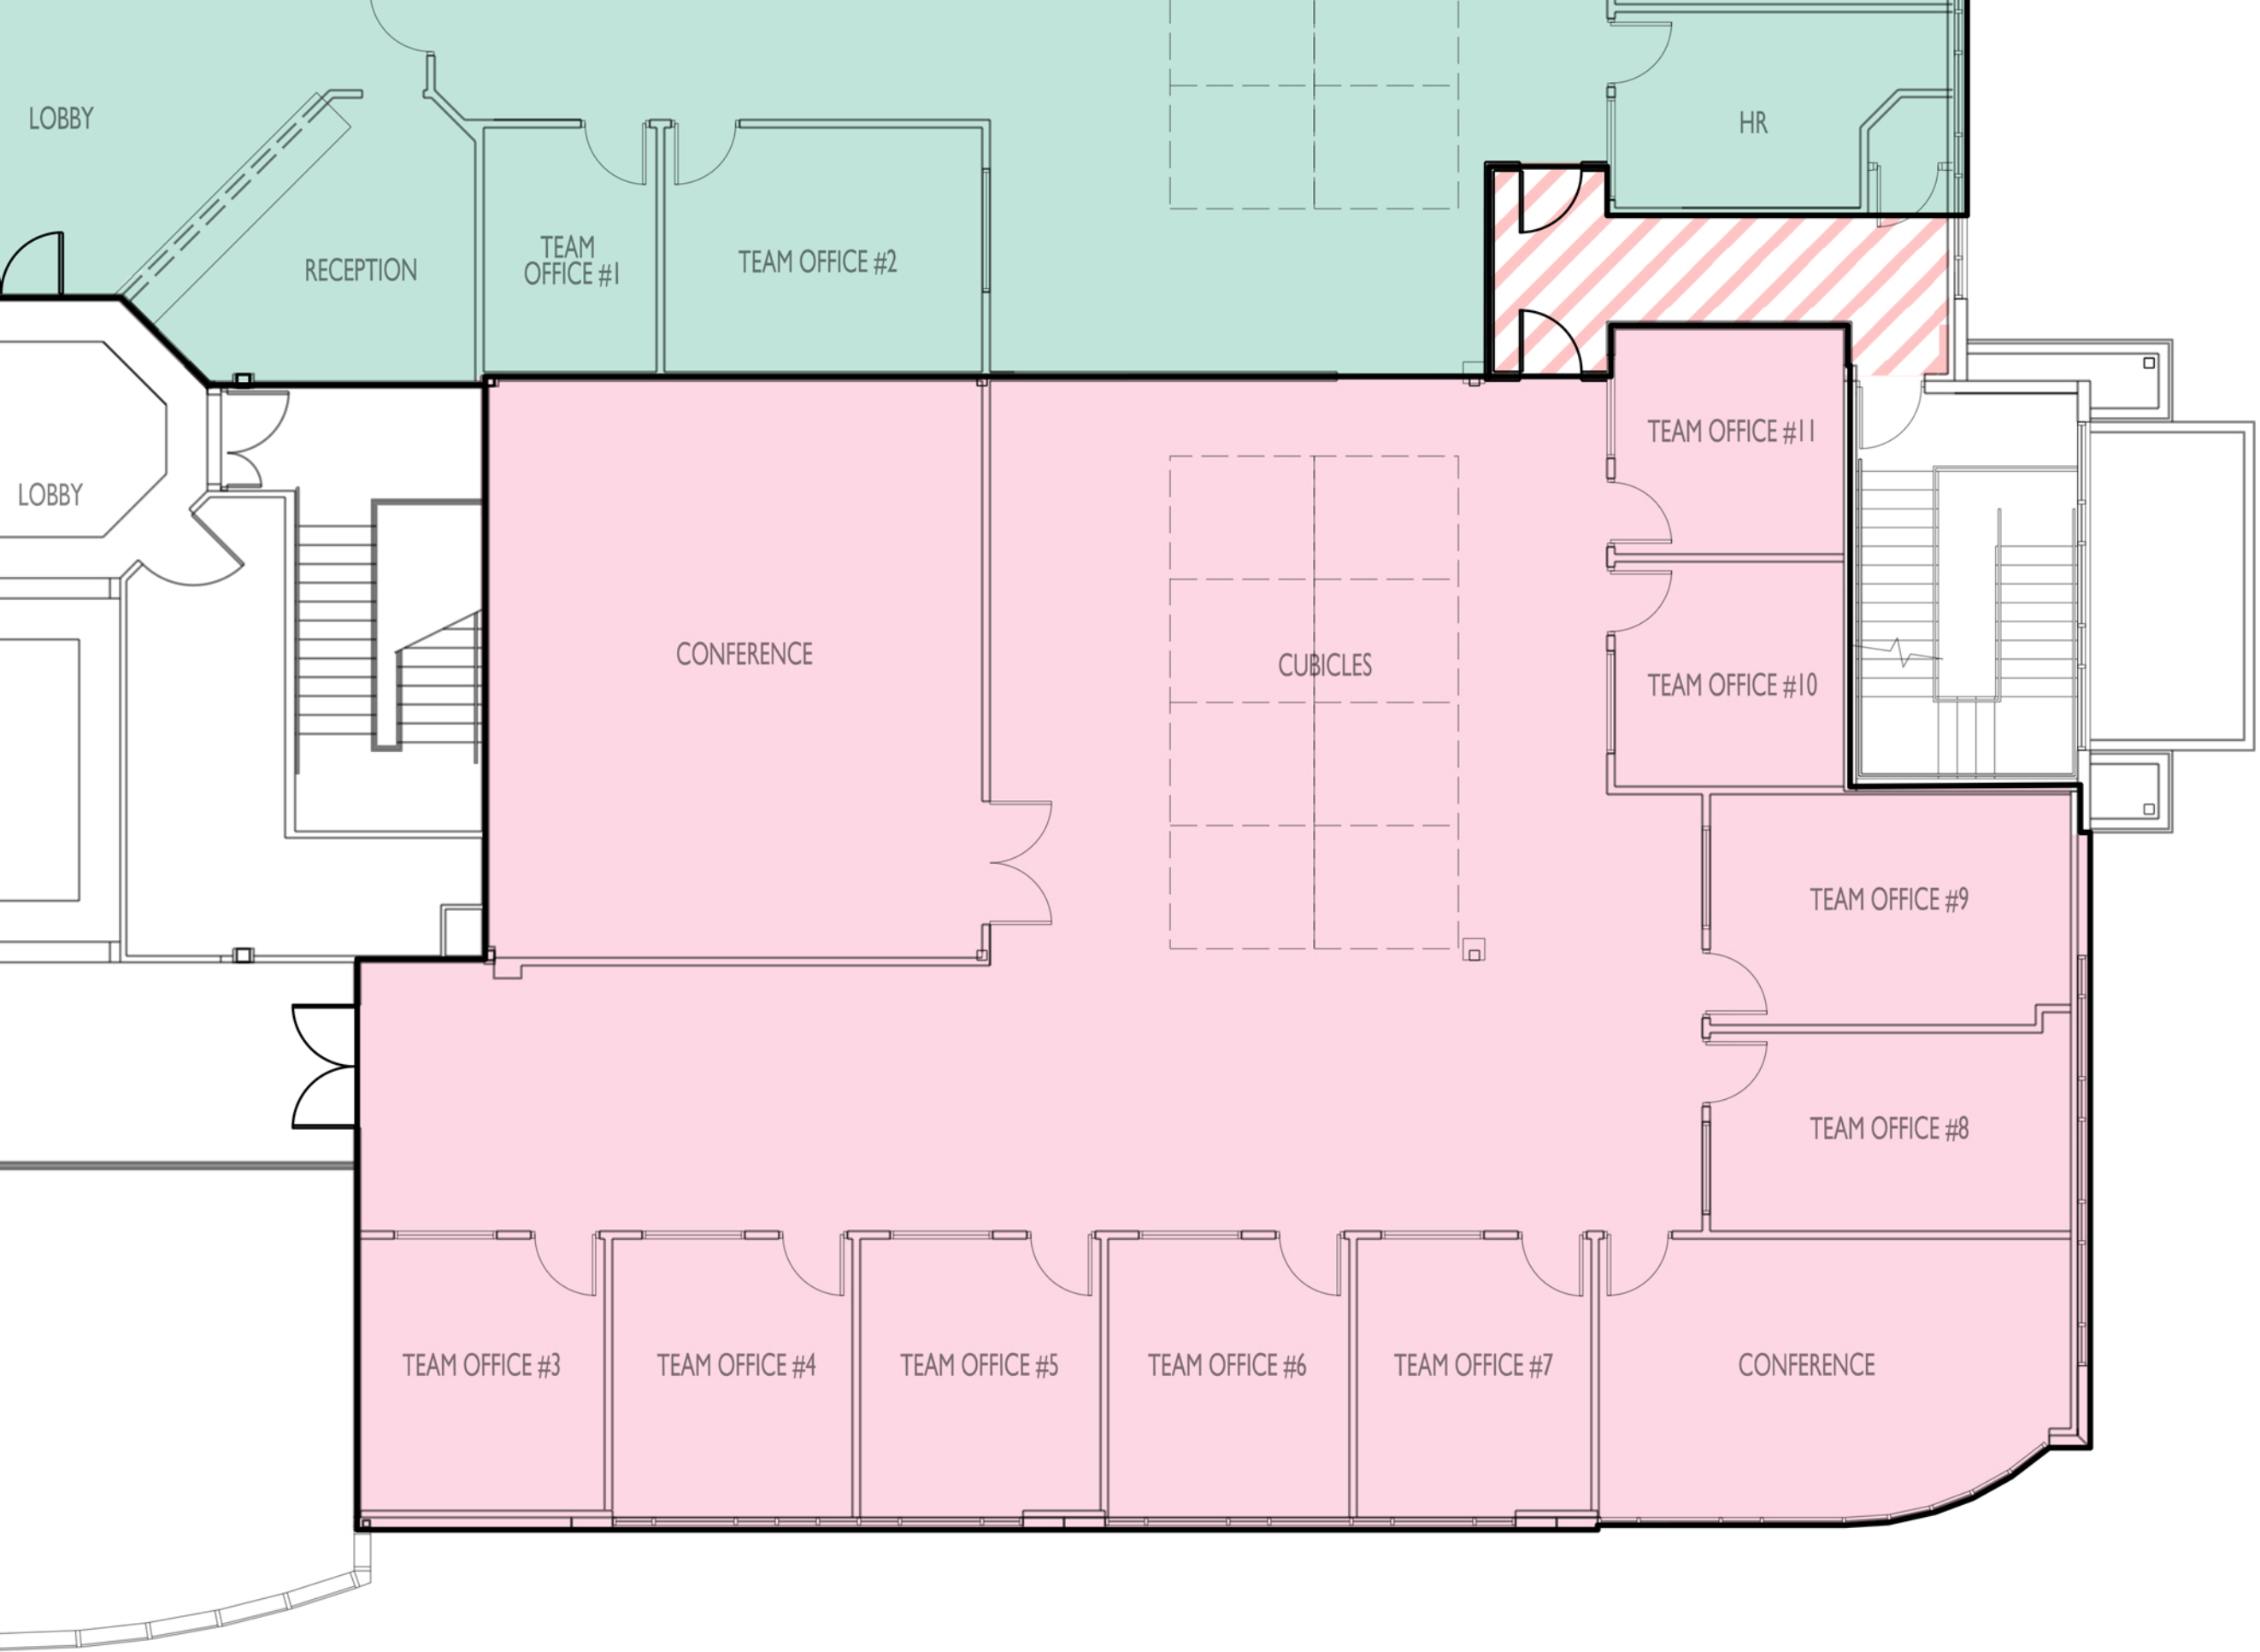 LOBBY
HR
TEAM
OFFICE #1
TEAM OFFICE #2
RECEPTION
TEAM OFFICE #11
LOBBY
CONFERENCE
CUBICLES
TEAM OFFICE #10
TEAM OFFICE #9
TEAM OFFICE #8
TEAM OFFICE #3
TEAM OFFICE #4
TEAM OFFICE #5
TEAM OFFICE #6
TEAM OFFICE #7
CONFERENCE